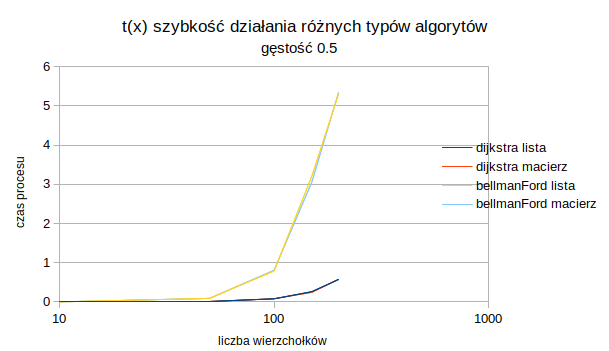 t(x) szybkość działania różnych typów algorytów
gęstość 0.5
czas procesu
6
5
4
3
2
1
0
10
100
1000
liczba wierzchołków
dijkstra lista
dijkstra macierz
bellmanFord lista
bellmanFord macierz